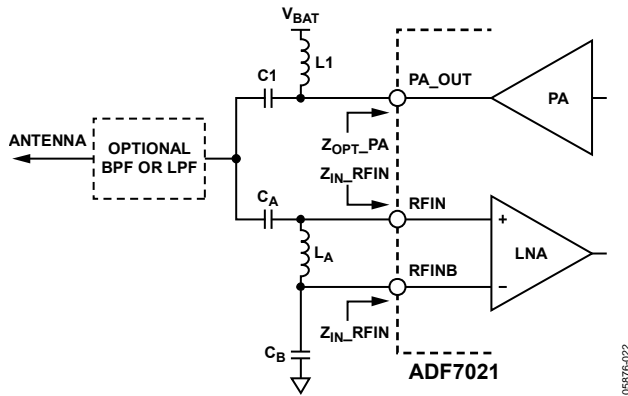 VBAT
L1
C1
PA_OUT
PA
ZOPT_PA
ANTENNA
OPTIONAL
BPF OR LPF
ZIN_RFIN
CA
RFIN
+
LA
LNA
RFINB
–
ZIN_RFIN
CB
ADF7021
05876-022